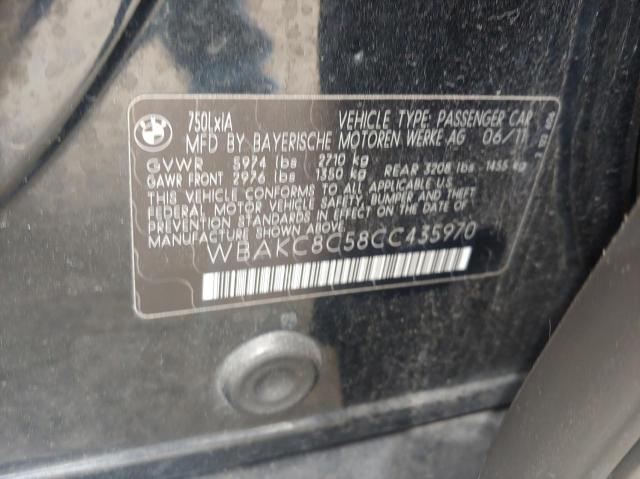 BMW
750LxiA VEHICLE TYPE: PASSENGER CAR
MFD BY BAYERISCHE MOTOREN WERKE AG 06/11
GVWR 5974 lbs 2710 kg
GAWR FRONT 2976 lbs 1350 kg REAR 3208 lbs 1455 kg
THIS VEHICLE CONFORMS TO ALL APPLICABLE U.S.
FEDERAL MOTOR VEHICLE SAFETY, BUMPER AND THEFT
PREVENTION STANDARDS IN EFFECT ON THE DATE OF
MANUFACTURE SHOWN ABOVE.
WBAKC8C58CC435970